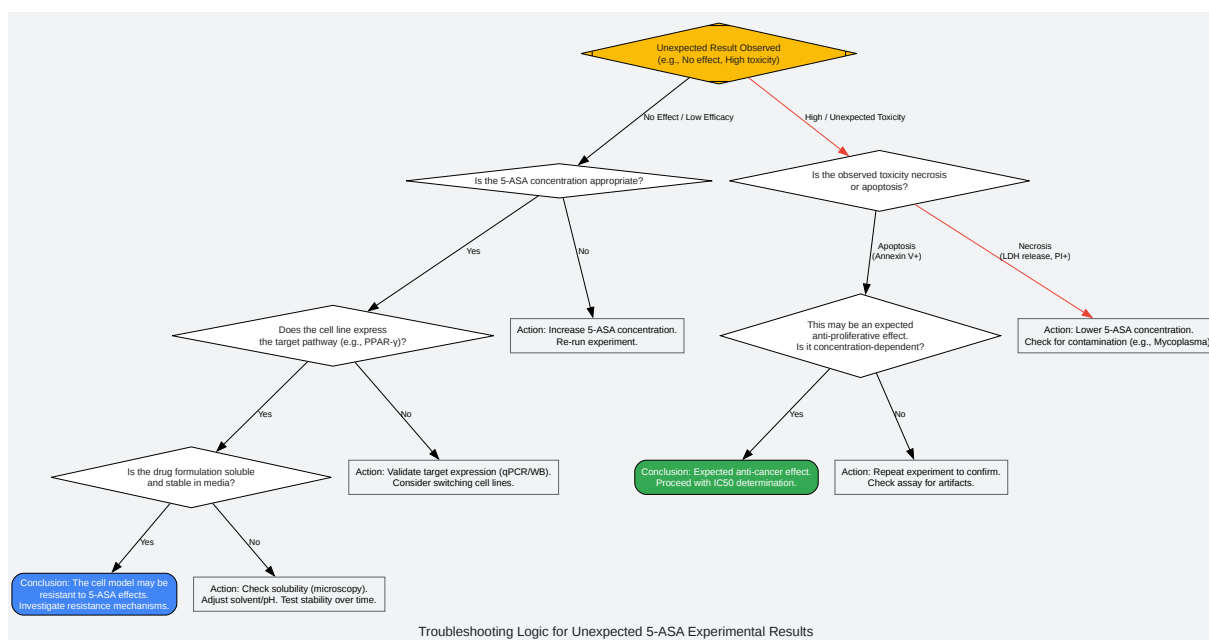 Unexpected Result Observed
(e.g., No effect, High toxicity)
No Effect / Low Efficacy
High / Unexpected Toxicity
Is the 5-ASA concentration appropriate?
Is the observed toxicity necrosis
or apoptosis?
Yes
No
Apoptosis
(Annexin V+)
Necrosis
(LDH release, PI+)
Does the cell line express
the target pathway (e.g., PPAR-γ)?
Action: Increase 5-ASA concentration.
Re-run experiment.
This may be an expected
anti-proliferative effect.
Is it concentration-dependent?
Action: Lower 5-ASA concentration.
Check for contamination (e.g., Mycoplasma)
Yes
No
Yes
No
Is the drug formulation soluble
and stable in media?
Action: Validate target expression (qPCR/WB).
Consider switching cell lines.
Conclusion: Expected anti-cancer effect.
Proceed with IC50 determination.
Action: Repeat experiment to confirm.
Check assay for artifacts.
Yes
No
Conclusion: The cell model may be
resistant to 5-ASA effects.
Investigate resistance mechanisms.
Action: Check solubility (microscopy).
Adjust solvent/pH. Test stability over time.
Troubleshooting Logic for Unexpected 5-ASA Experimental Results